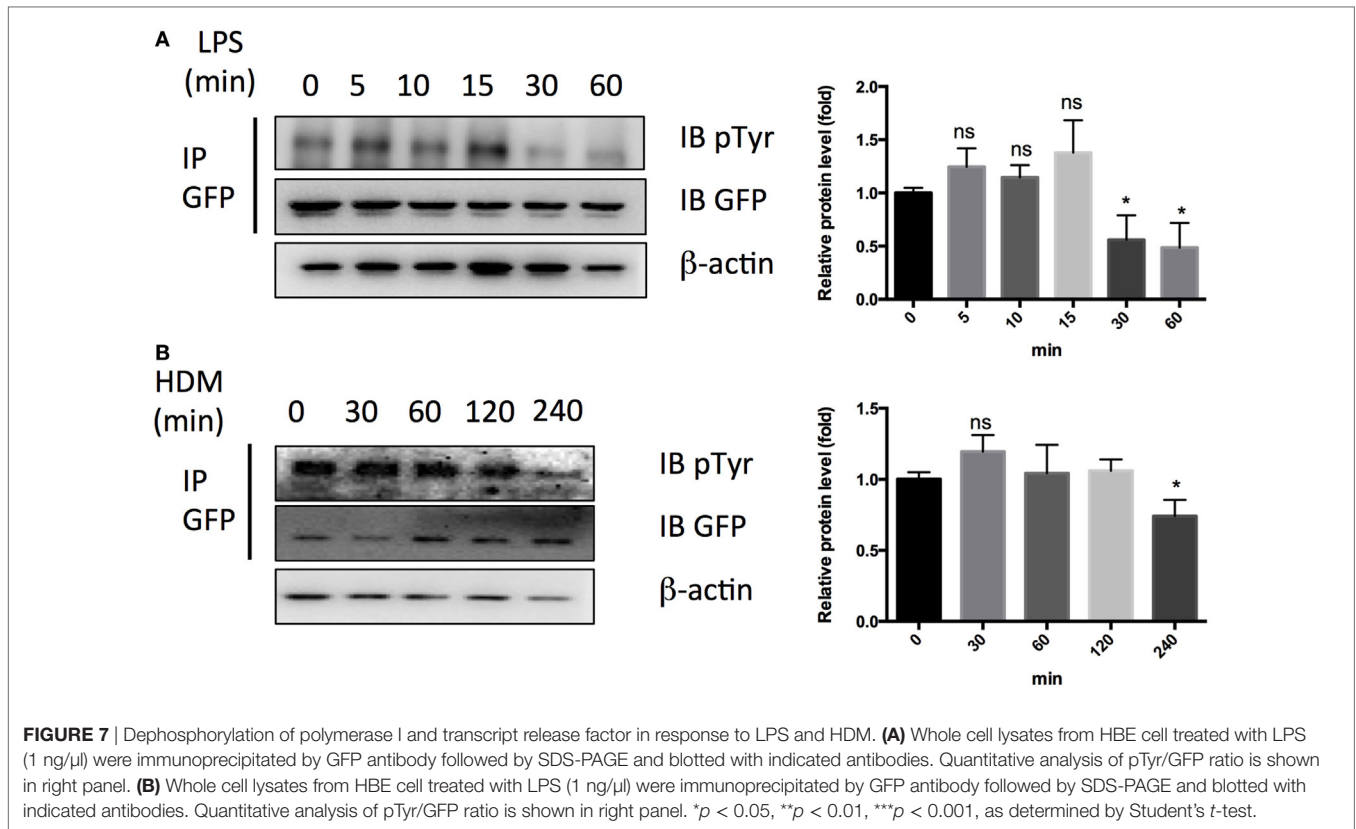 A
LPS
(min)
0 5 10 15 30 60
IP
GFP
IB pTyr
IB GFP
β-actin
Relative protein level (fold)
2.0
1.5
1.0
0.5
0.0
ns
ns
ns
*
*
0 5 10 15 30 60
min
B
HDM
(min)
0 30 60 120 240
IP
GFP
IB pTyr
IB GFP
β-actin
Relative protein level (fold)
1.5
1.0
0.5
0.0
ns
*
0 30 60 120 240
min
FIGURE 7 | Dephosphorylation of polymerase I and transcript release factor in response to LPS and HDM. (A) Whole cell lysates from HBE cell treated with LPS
(1 ng/µl) were immunoprecipitated by GFP antibody followed by SDS-PAGE and blotted with indicated antibodies. Quantitative analysis of pTyr/GFP ratio is shown
in right panel. (B) Whole cell lysates from HBE cell treated with LPS (1 ng/µl) were immunoprecipitated by GFP antibody followed by SDS-PAGE and blotted with
indicated antibodies. Quantitative analysis of pTyr/GFP ratio is shown in right panel. *p < 0.05, **p < 0.01, ***p < 0.001, as determined by Student's t-test.